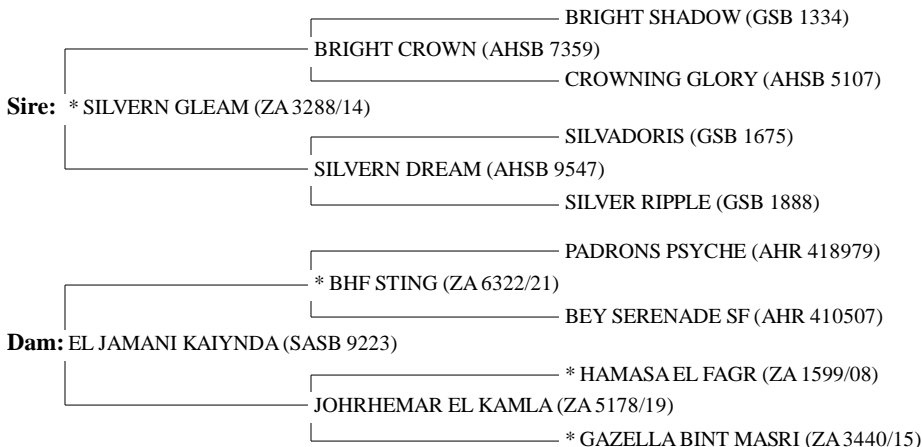 BRIGHT SHADOW (GSB 1334)
BRIGHT CROWN (AHSB 7359)
CROWNING GLORY (AHSB 5107)
Sire: * SILVERN GLEAM (ZA 3288/14)
SILVADORIS (GSB 1675)
SILVERN DREAM (AHSB 9547)
SILVER RIPPLE (GSB 1888)
PADRONS PSYCHE (AHR 418979)
* BHF STING (ZA 6322/21)
BEY SERENADE SF (AHR 410507)
Dam: EL JAMANI KAIYNDA (SASB 9223)
* HAMASA EL FAGR (ZA 1599/08)
JOHRHEMAR EL KAMLA (ZA 5178/19)
* GAZELLA BINT MASRI (ZA 3440/15)